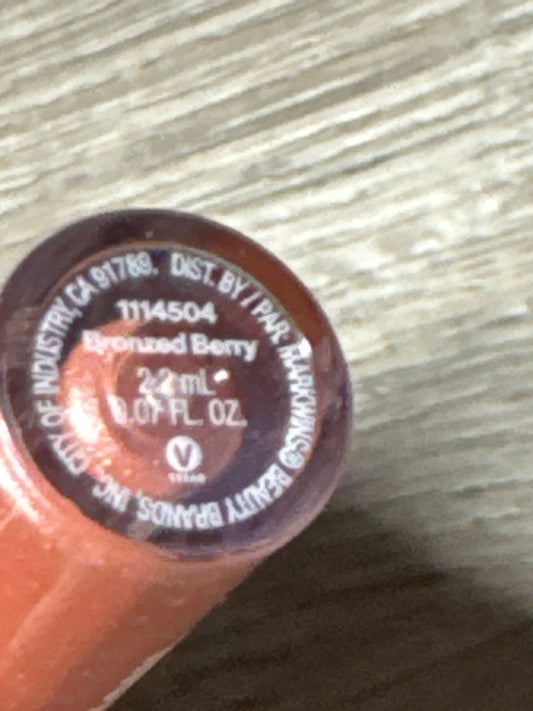 DIST. BY / PAR: MARKWINS® BEAUTY BRANDS, INC. CITY OF INDUSTRY, CA 91789.
1114504
Bronzed Berry
2.2 mL
0.07 FL. OZ.
V
VEGAN